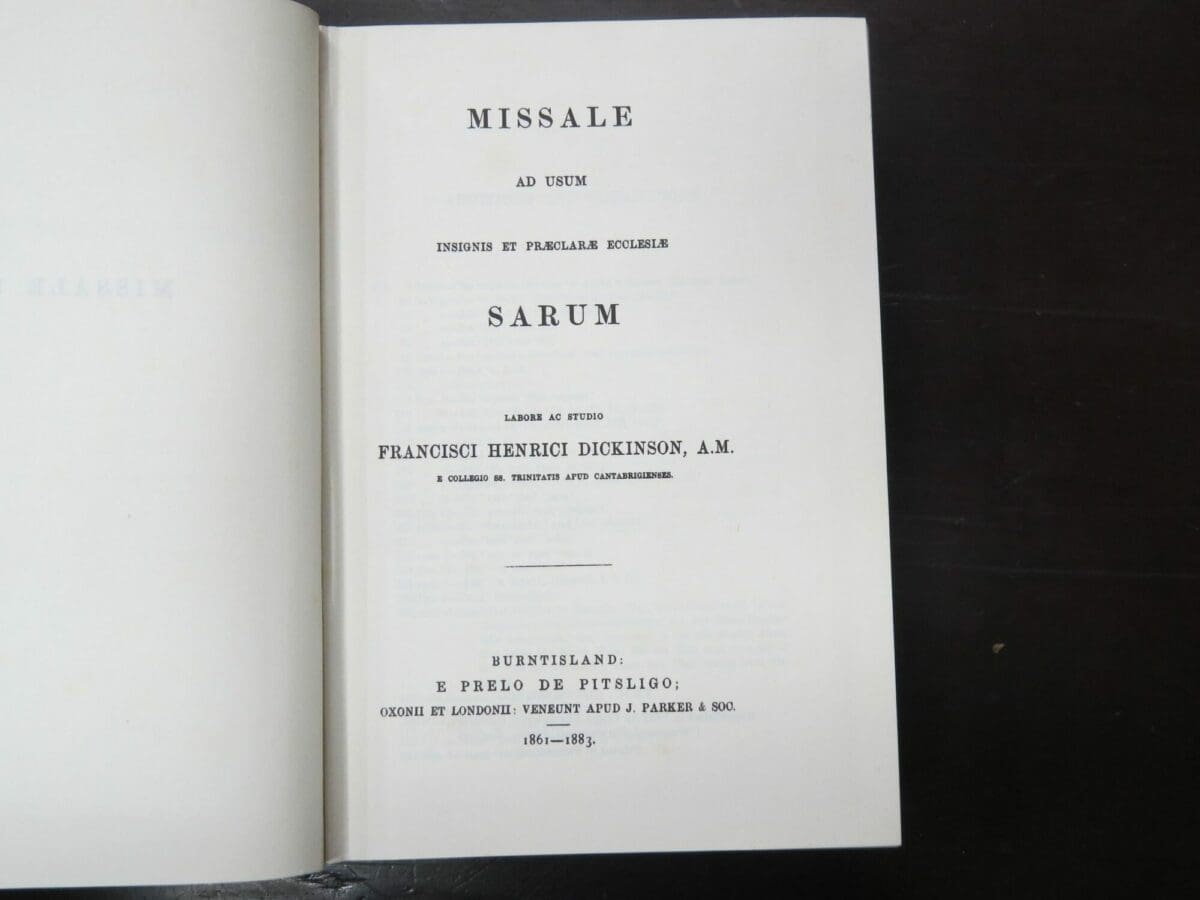 MISSALE
AD USUM
INSIGNIS ET PRÆCLARÆ ECCLESIÆ
SARUM
LABORE AC STUDIO
FRANCISCI HENRICI DICKINSON, A.M.
E COLLEGIO SS. TRINITATIS APUD CANTABRIGIENSES.
BURNTISLAND:
E PRELO DE PITSLIGO;
OXONII ET LONDONII: VENEUNT APUD J. PARKER & SOC.
1861—1883.